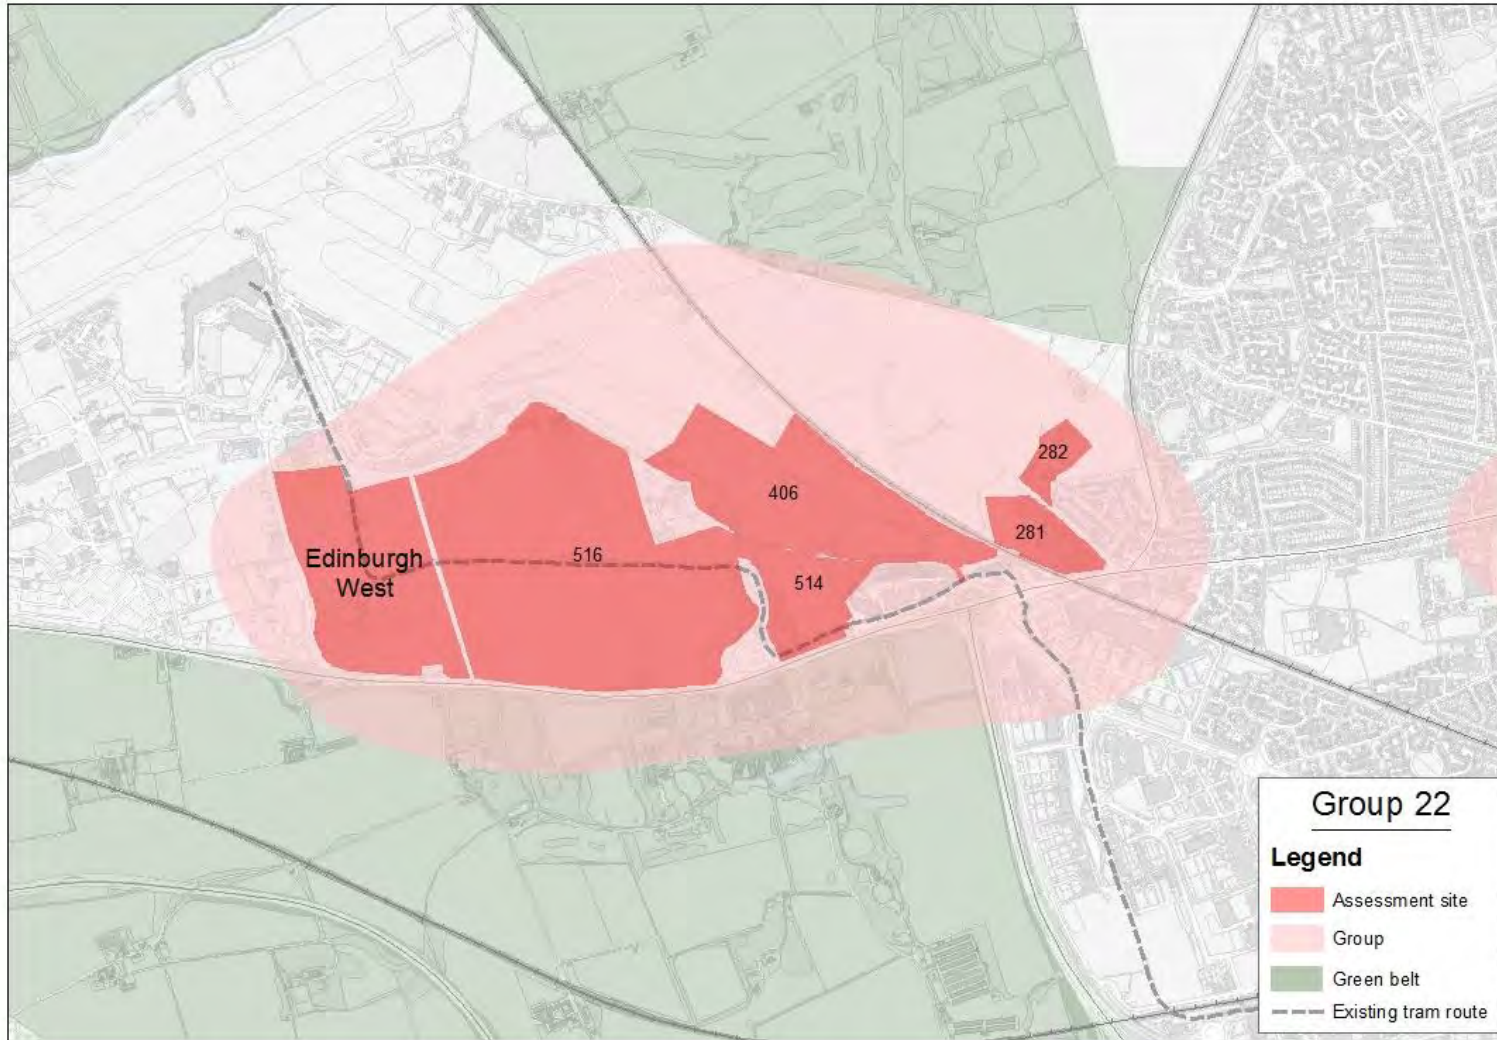 282
406
281
Edinburgh
West
516
514
Group 22
Legend
Assessment site
Group
Green belt
Existing tram route